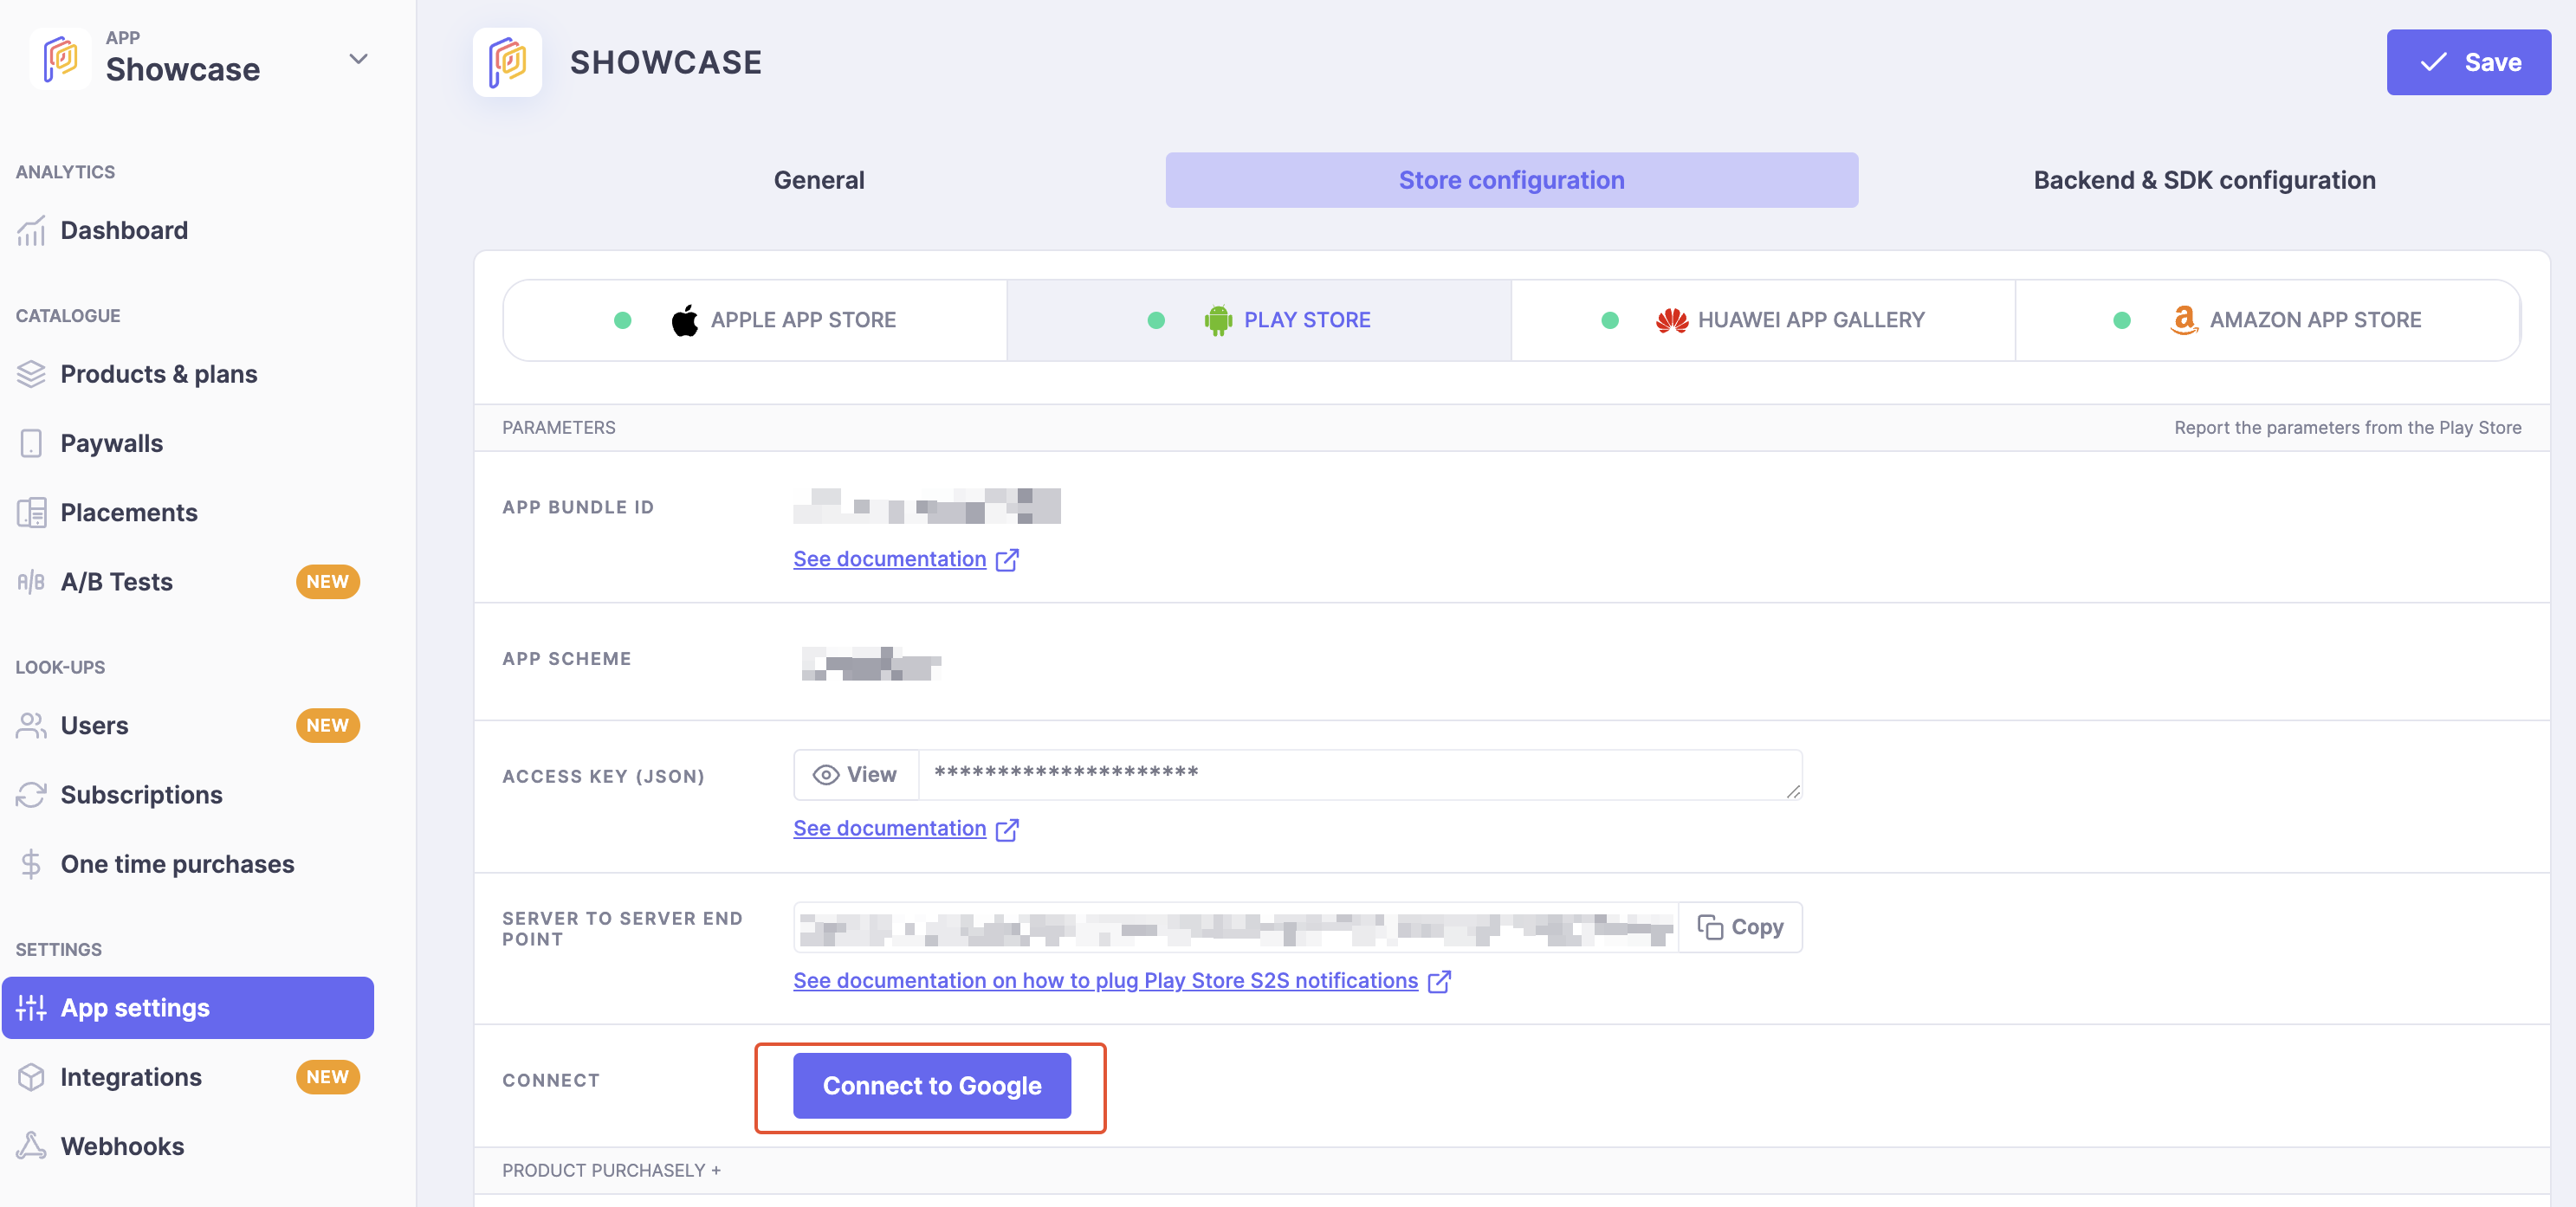 APP
Showcase
ANALYTICS
Dashboard
CATALOGUE
Products & plans
Paywalls
Placements
A/B
A/B Tests
NEW
LOOK-UPS
Users
NEW
Subscriptions
One time purchases
SETTINGS
App settings
Integrations
NEW
Webhooks
SHOWCASE
Save
General
Store configuration
Backend & SDK configuration
APPLE APP STORE
PLAY STORE
HUAWEI APP GALLERY
a AMAZON APP STORE
PARAMETERS
Report the parameters from the Play Store
APP BUNDLE ID
See documentation
APP SCHEME
ACCESS KEY (JSON)
View
*********************
See documentation
SERVER TO SERVER END
POINT
Copy
See documentation on how to plug Play Store S2S notifications
CONNECT
Connect to Google
PRODUCT PURCHASELY +